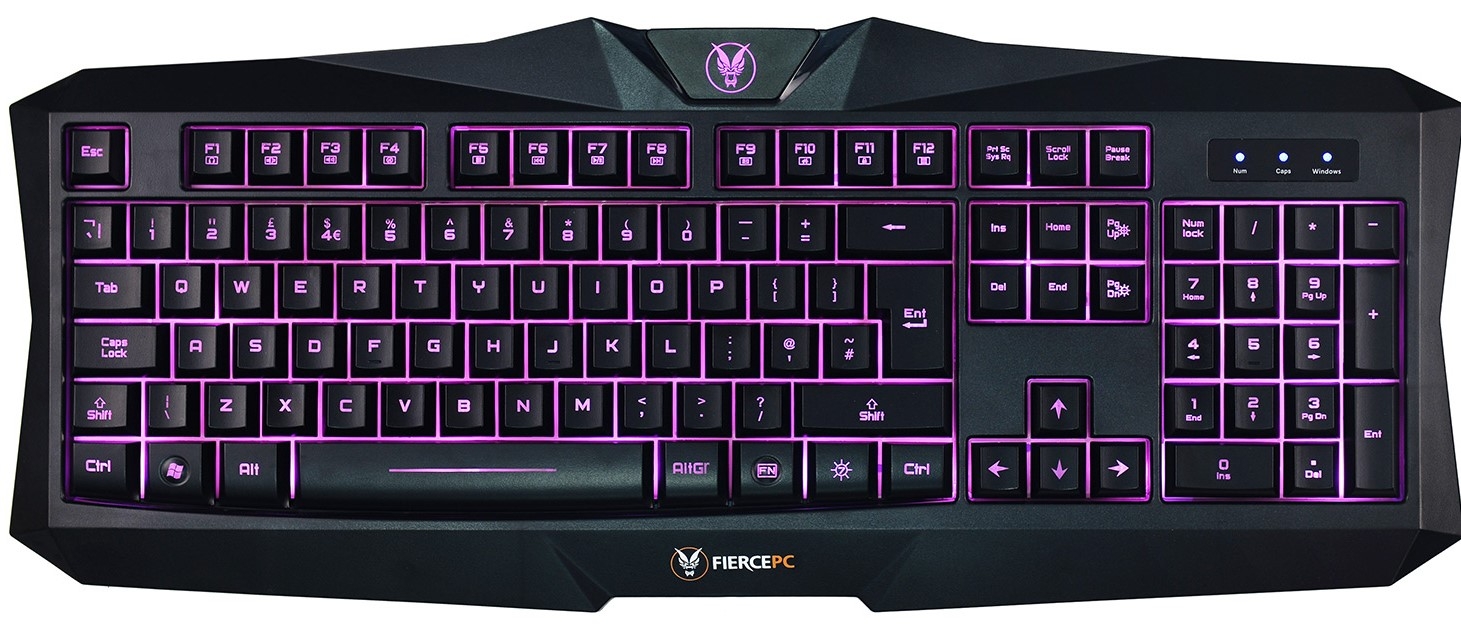 Esc F1 F2 F3 F4 F5 F6 F7 F8 F9 F10 F11 F12 Prt Sc Scroll Pause
Sys Rq Lock Break
Num Caps Windows
¬ ! " £ $ % ^ & * ( ) — +
` ¦ 1 2 3 4€ 5 6 7 8 9 0 - = ←
Ins Home Pg Up
Num lock / * −
Tab Q W E R T Y U I O P { [ } ] Ent
Del End Pg Dn
7 Home 8 9 Pg Up +
Caps Lock A S D F G H J K L : ; @ ' ~ #
4 5 6
Shift | \ Z X C V B N M < , > . ? / Shift
1 End 2 3 Pg Dn Ent
Ctrl Alt AltGr FN 7 Ctrl
0 Ins . Del
FIERCEPC